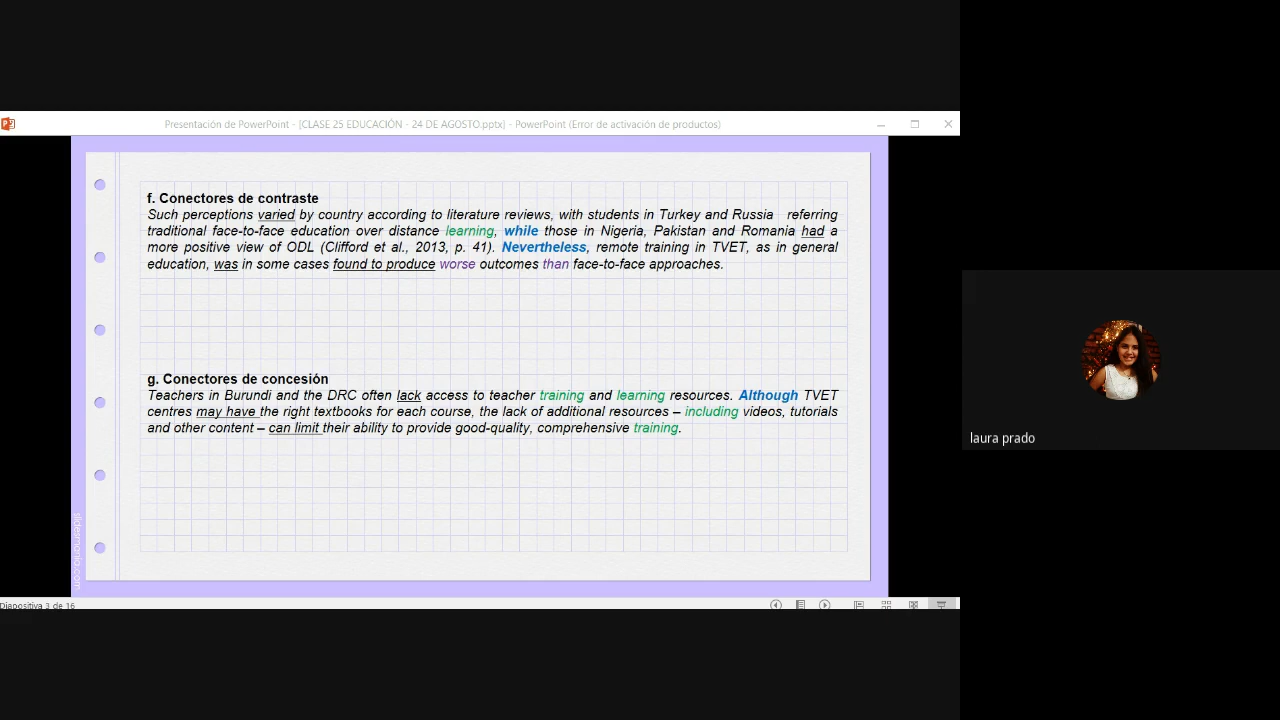 Presentación de PowerPoint - [CLASE 25 EDUCACIÓN - 24 DE AGOSTO.pptx] - PowerPoint (Error de activación de productos)
f. Conectores de contraste
Such perceptions varied by country according to literature reviews, with students in Turkey and Russia referring
traditional face-to-face education over distance learning, while those in Nigeria, Pakistan and Romania had a
more positive view of ODL (Clifford et al., 2013, p. 41). Nevertheless, remote training in TVET, as in general
education, was in some cases found to produce worse outcomes than face-to-face approaches.
g. Conectores de concesión
Teachers in Burundi and the DRC often lack access to teacher training and learning resources. Although TVET
centres may have the right textbooks for each course, the lack of additional resources – including videos, tutorials
and other content – can limit their ability to provide good-quality, comprehensive training.
slidesmania.com
Diapositiva 3 de 16
laura prado